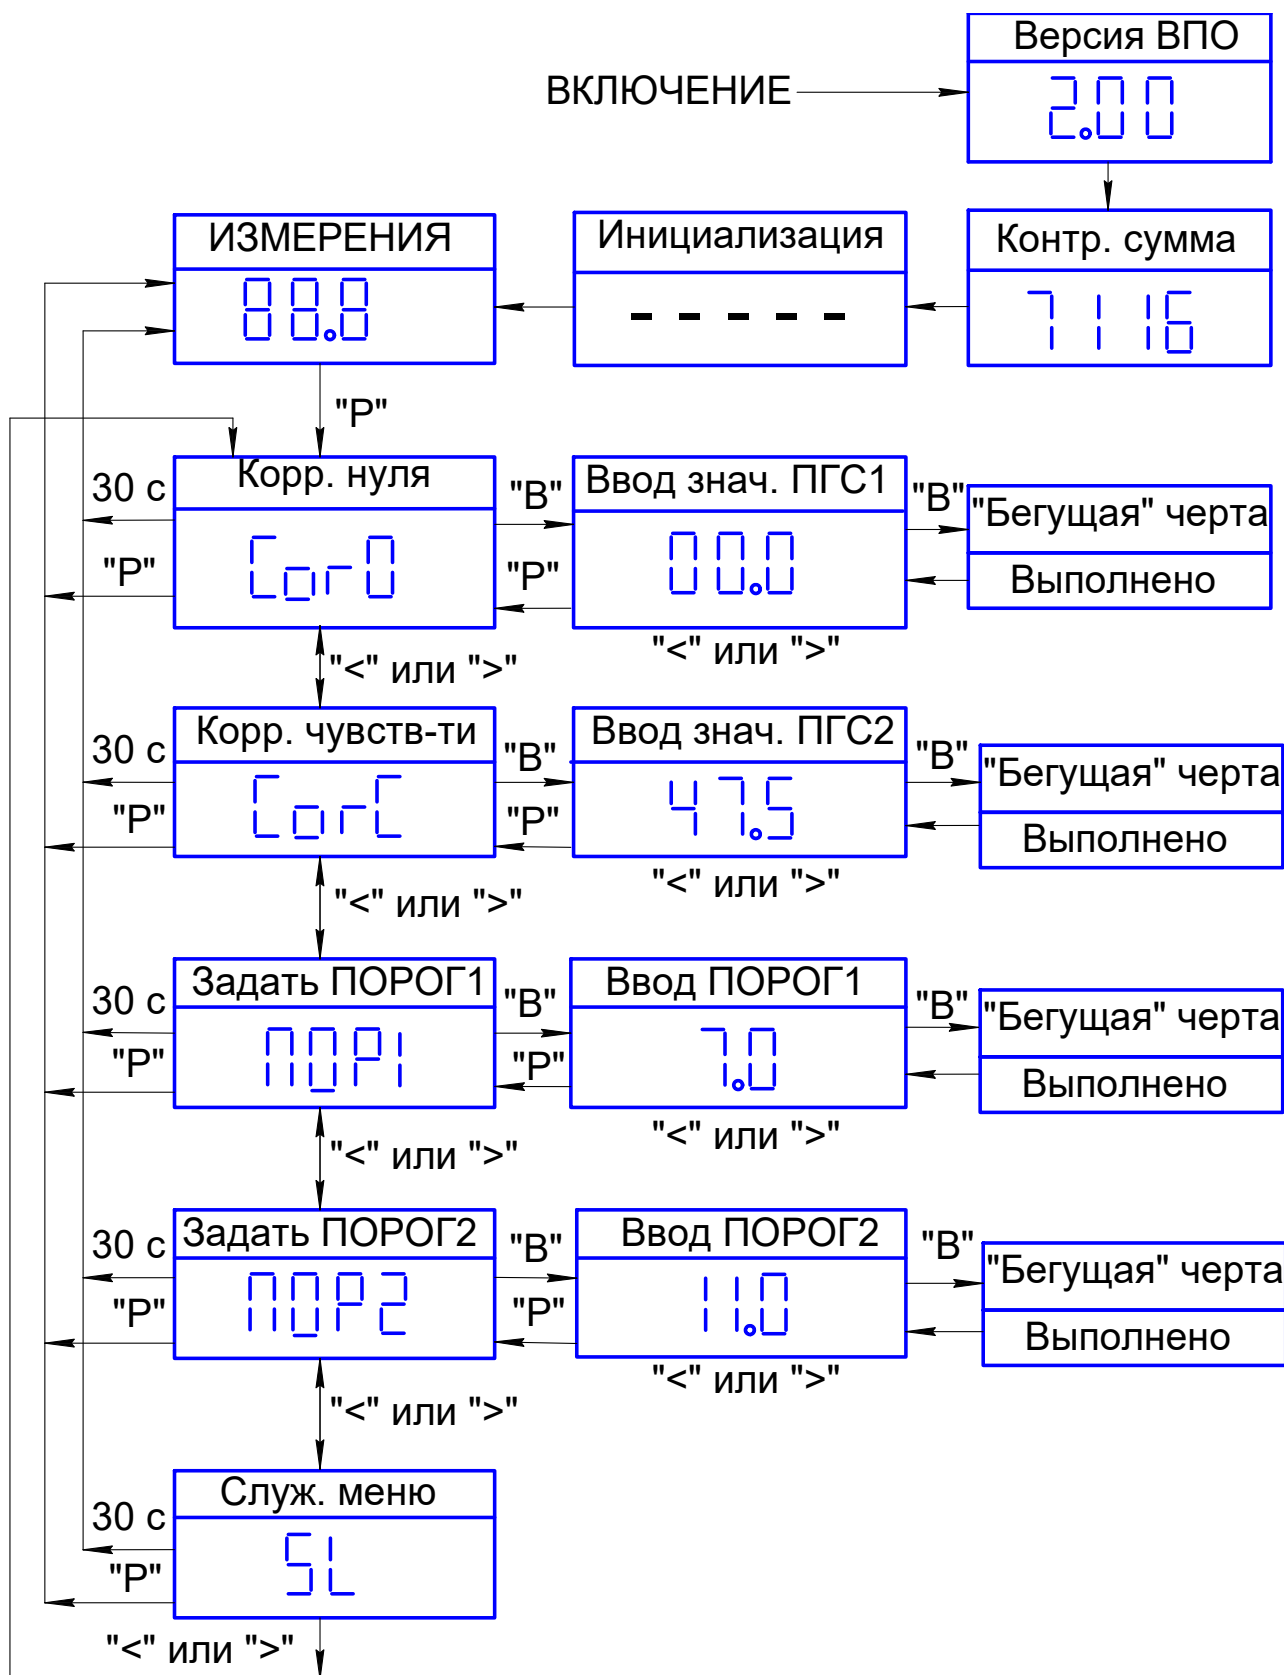 Версия ВПО
ВКЛЮЧЕНИЕ
2.00
ИЗМЕРЕНИЯ
Инициализация
Контр. сумма
88.8
- - - - -
7116
"Р"
30 с
Корр. нуля
"В"
Ввод знач. ПГС1
"В"
"Бегущая" черта
"Р"
Cor0
"Р"
00.0
Выполнено
"<" или ">"
"<" или ">"
30 с
Корр. чувств-ти
"В"
Ввод знач. ПГС2
"В"
"Бегущая" черта
"Р"
CorC
"Р"
47.5
Выполнено
"<" или ">"
"<" или ">"
30 с
Задать ПОРОГ1
"В"
Ввод ПОРОГ1
"В"
"Бегущая" черта
"Р"
ПОР1
"Р"
7.0
Выполнено
"<" или ">"
"<" или ">"
30 с
Задать ПОРОГ2
"В"
Ввод ПОРОГ2
"В"
"Бегущая" черта
"Р"
ПОР2
"Р"
11.0
Выполнено
"<" или ">"
"<" или ">"
30 с
Служ. меню
"Р"
SL
"<" или ">"